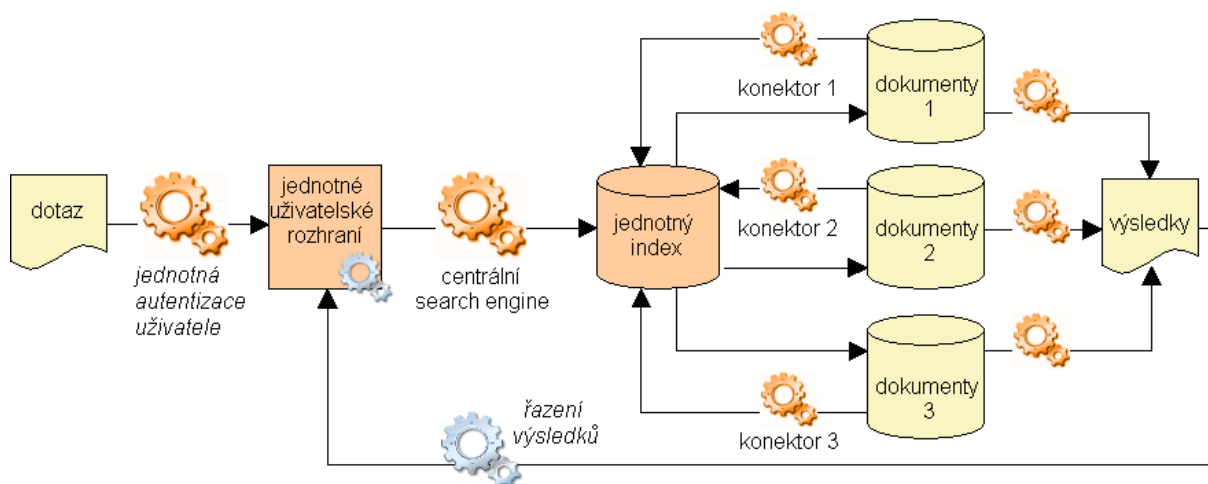 dotaz
jednotná
autentizace
uživatele
jednotné
uživatelské
rozhraní
centrální
search engine
jednotný
index
konektor 1
konektor 2
konektor 3
dokumenty
1
dokumenty
2
dokumenty
3
výsledky
řazení
výsledků